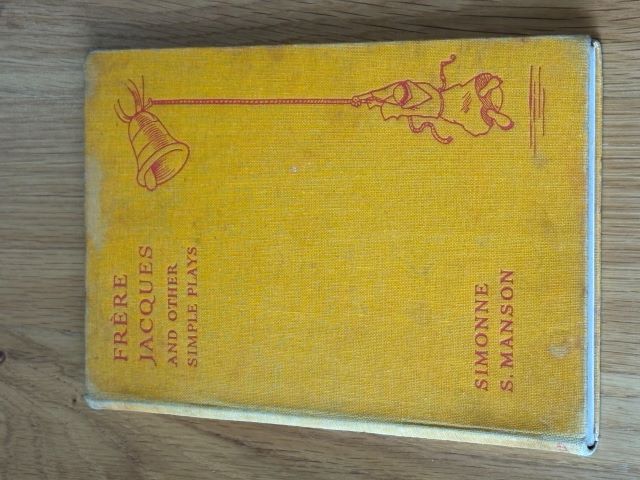 FRÈRE
JACQUES
AND OTHER
SIMPLE PLAYS
SIMONNE
S. MANSON